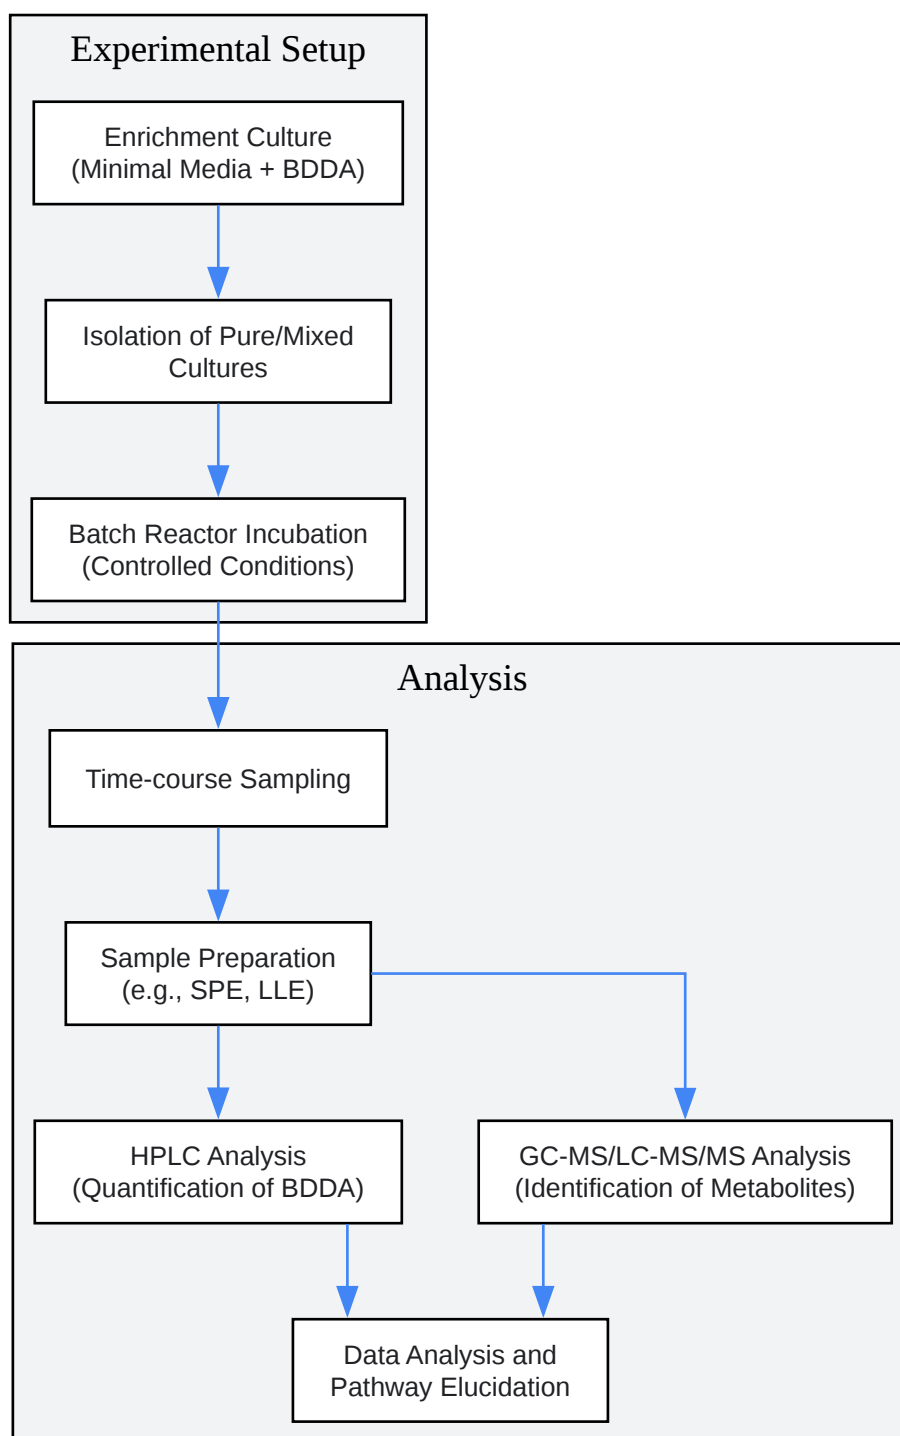 Experimental Setup
Enrichment Culture
(Minimal Media + BDDA)
Isolation of Pure/Mixed
Cultures
Batch Reactor Incubation
(Controlled Conditions)
Analysis
Time-course Sampling
Sample Preparation
(e.g., SPE, LLE)
HPLC Analysis
(Quantification of BDDA)
GC-MS/LC-MS/MS Analysis
(Identification of Metabolites)
Data Analysis and
Pathway Elucidation